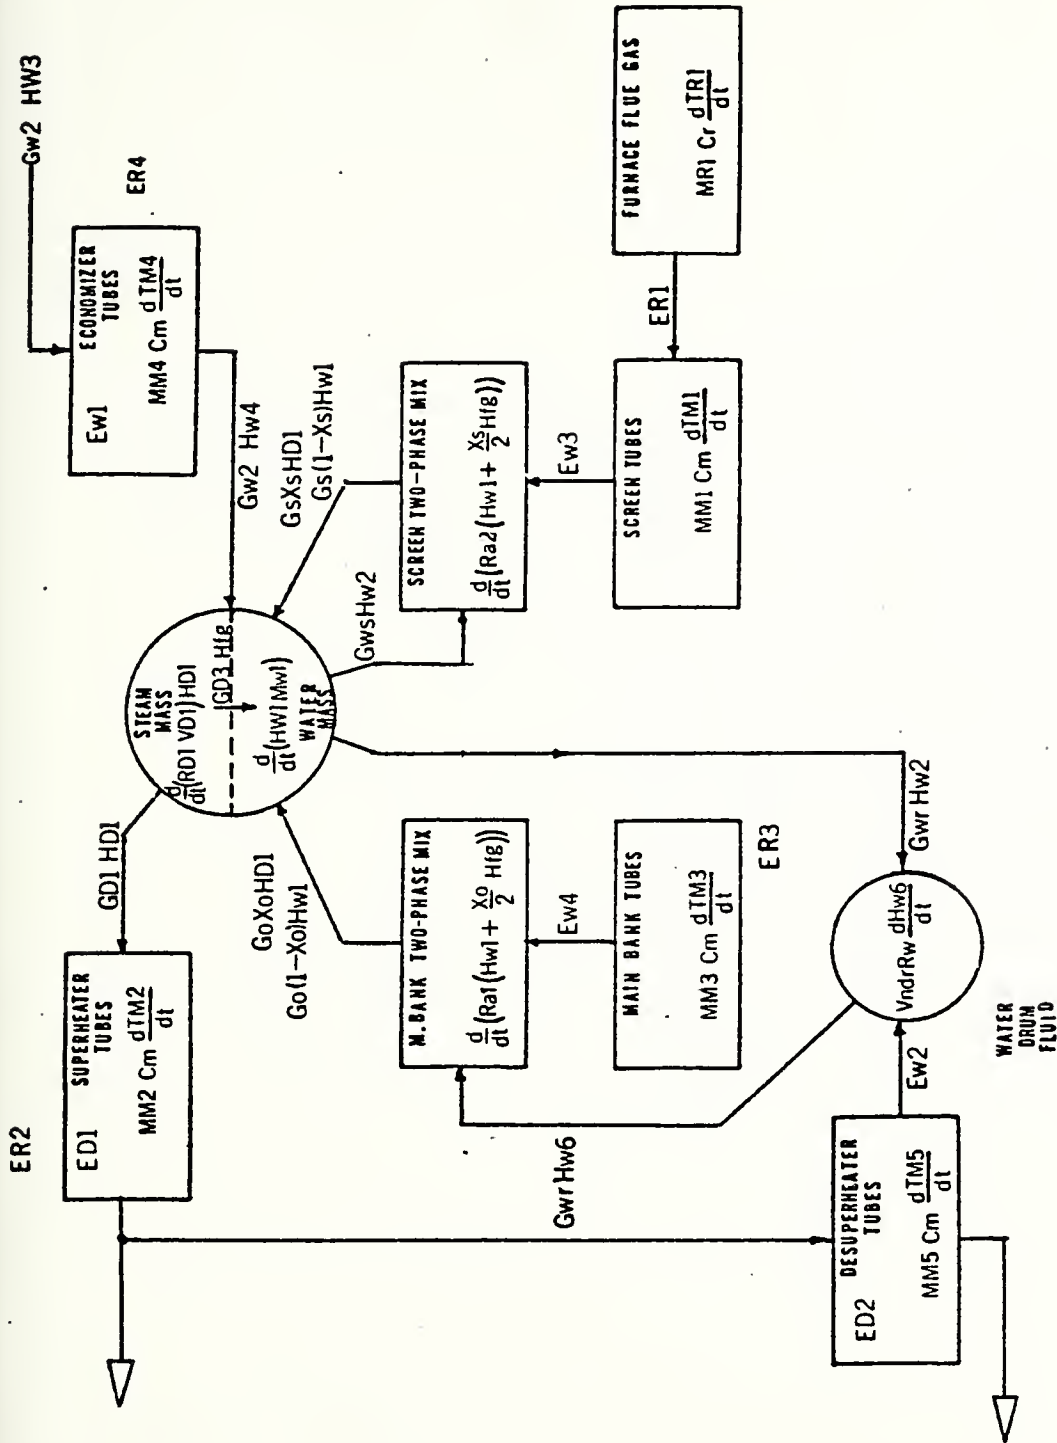 ER2
ED1
SUPERHEATER
TUBES
MM2 Cm dTM2
dt
GD1 HD1
STEAM
MASS
d
dt(RD1 VD1)HD1
GD3 Hfg
d
dt(HW1 Mw1)
WATER
MASS
Gw2 HW3
ER4
Ew1
ECONOMIZER
TUBES
MM4 Cm dTM4
dt
Gw2 Hw4
GoXoHD1
Go(1-Xo)Hw1
GwsHw2
GsXsHD1
Gs(1-Xs)Hw1
M.BANK TWO-PHASE MIX
d
dt(Ra1(Hw1+ Xo
2 Hfg))
SCREEN TWO-PHASE MIX
d
dt(Ra2(Hw1+ Xs
2 Hfg))
Ew4
Ew3
MAIN BANK TUBES
MM3 Cm dTM3
dt
ER3
SCREEN TUBES
MM1 Cm dTM1
dt
ER1
FURNACE FLUE GAS
MR1 Cr dTR1
dt
GwrHw6
Gwr Hw2
ED2
DESUPERHEATER
TUBES
MM5 Cm dTM5
dt
Ew2
VndrRw dHw6
dt
WATER
DRUM
FLUID